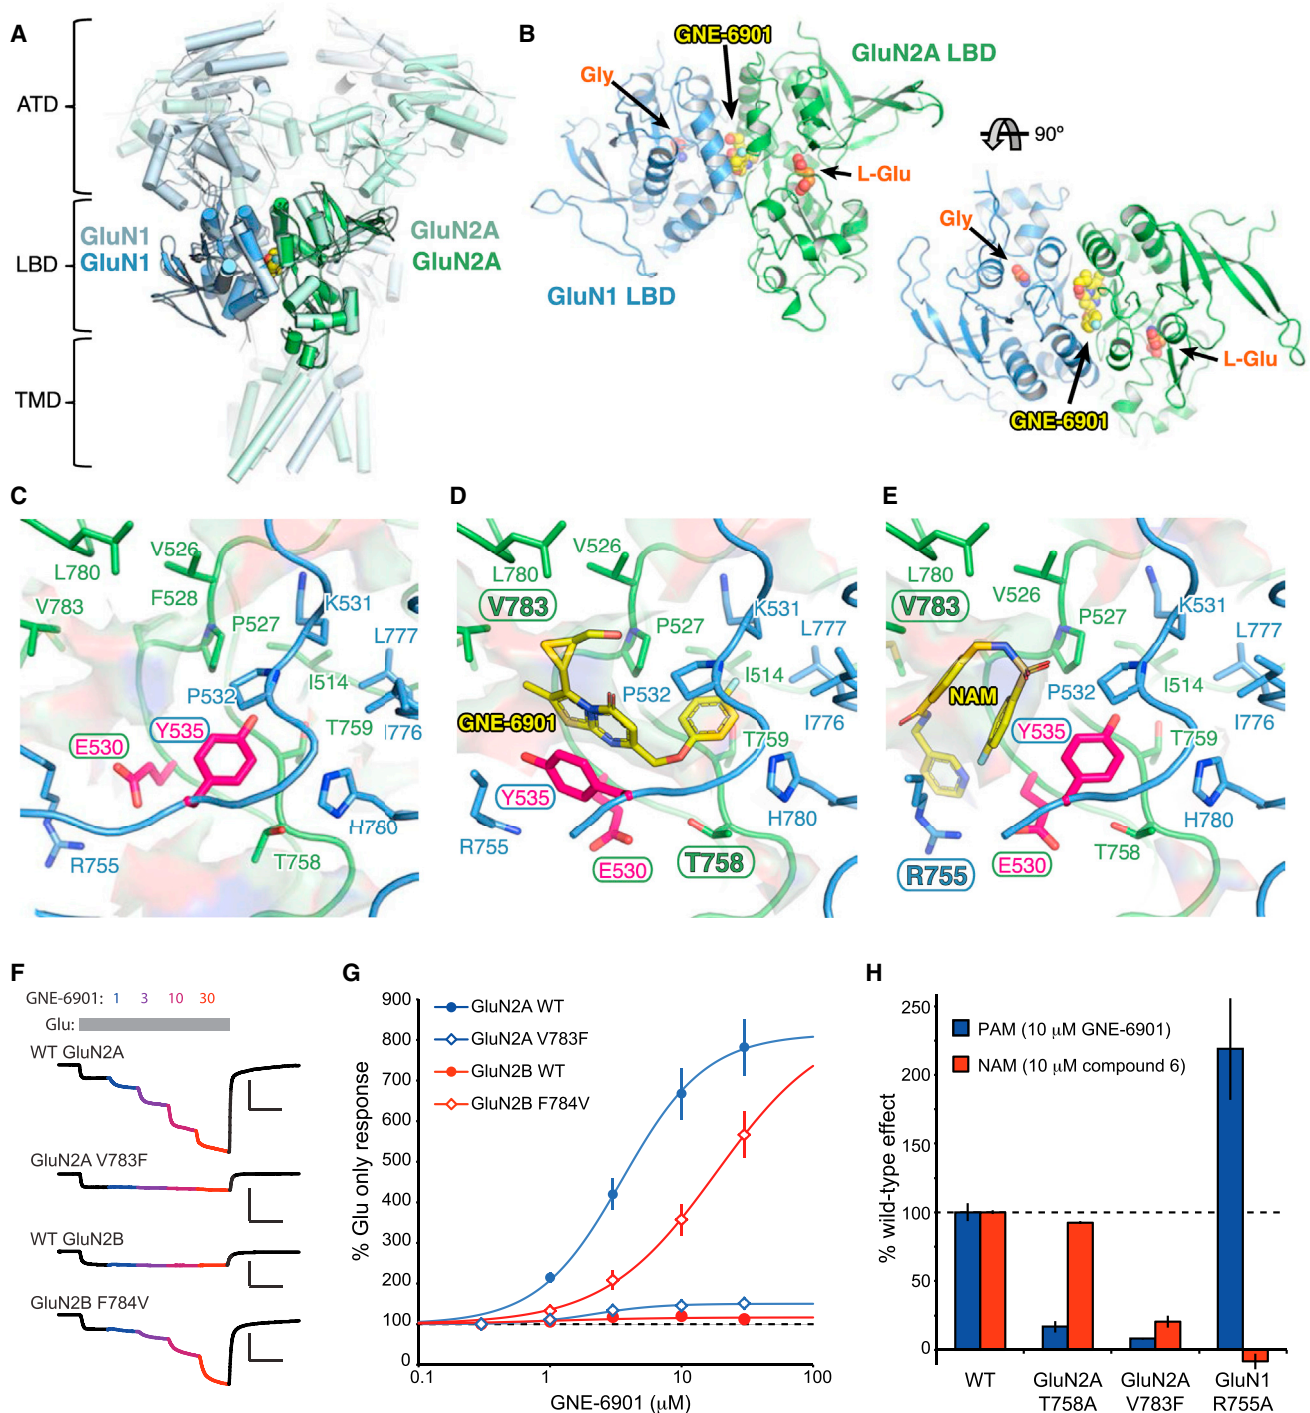 A
ATD
LBD
TMD
GluN1
GluN1
GluN2A
GluN2A
B
GNE-6901
Gly
GluN2A LBD
L-Glu
GluN1 LBD
90º
Gly
L-Glu
GNE-6901
C
L780
V526
V783
F528
P527
K531
L777
P532
I514
I776
E530
Y535
T759
H780
R755
T758
D
L780
V526
V783
P527
K531
L777
P532
I514
I776
GNE-6901
T759
Y535
R755
H780
E530
T758
E
L780
V783
V526
P527
K531
L777
NAM
P532
I514
I776
Y535
T759
H780
R755
E530
T758
F
GNE-6901: 1 3 10 30
Glu:
WT GluN2A
GluN2A V783F
WT GluN2B
GluN2B F784V
G
900
800
700
600
500
400
300
200
100
0
% Glu only response
GluN2A WT
GluN2A V783F
GluN2B WT
GluN2B F784V
0.1 1 10 100
GNE-6901 (μM)
H
250
200
150
100
50
0
% wild-type effect
PAM (10 μM GNE-6901)
NAM (10 μM compound 6)
WT
GluN2A
T758A
GluN2A
V783F
GluN1
R755A